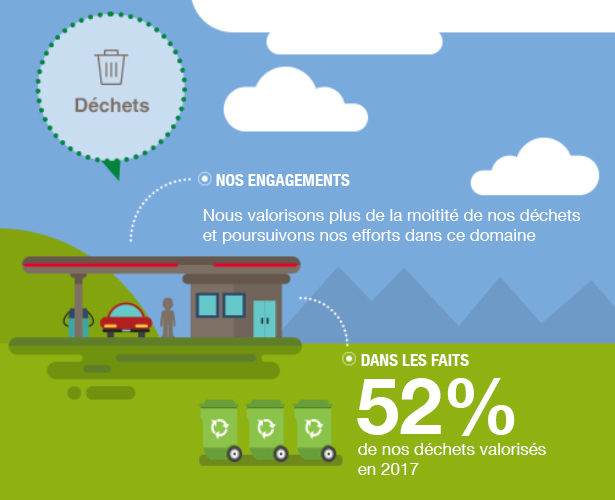 Déchets
NOS ENGAGEMENTS
Nous valorisons plus de la moitité de nos déchets
et poursuivons nos efforts dans ce domaine
DANS LES FAITS
52%
de nos déchets valorisés
en 2017